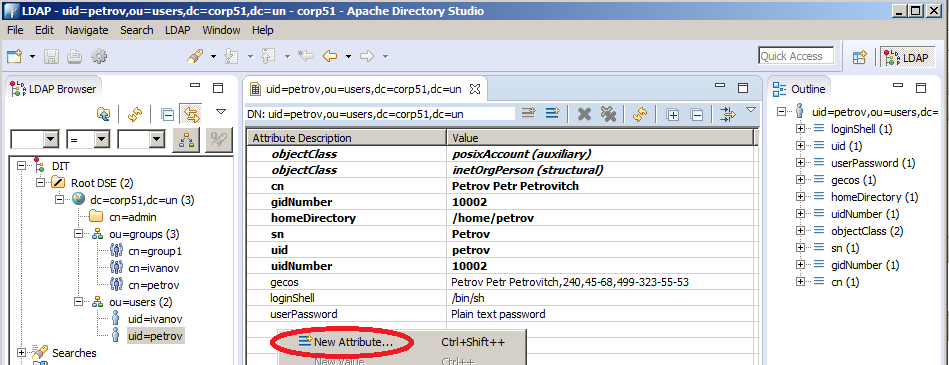 LDAP - uid=petrov,ou=users,dc=corp51,dc=un - corp51 - Apache Directory Studio
File Edit Navigate Search LDAP Window Help
Quick Access
LDAP
LDAP Browser
=
DIT
Root DSE (2)
dc=corp51,dc=un (3)
cn=admin
ou=groups (3)
cn=group1
cn=ivanov
cn=petrov
ou=users (2)
uid=ivanov
uid=petrov
Searches
uid=petrov,ou=users,dc=corp51,dc=un
DN: uid=petrov,ou=users,dc=corp51,dc=un
Attribute Description Value
objectClass posixAccount (auxiliary)
objectClass inetOrgPerson (structural)
cn Petrov Petr Petrovitch
gidNumber 10002
homeDirectory /home/petrov
sn Petrov
uid petrov
uidNumber 10002
gecos Petrov Petr Petrovitch,240,45-68,499-323-55-53
loginShell /bin/sh
userPassword Plain text password
New Attribute... Ctrl+Shift++
New Value Ctrl++
Outline
uid=petrov,ou=users,dc=
loginShell (1)
uid (1)
userPassword (1)
gecos (1)
homeDirectory (1)
uidNumber (1)
objectClass (2)
sn (1)
gidNumber (1)
cn (1)